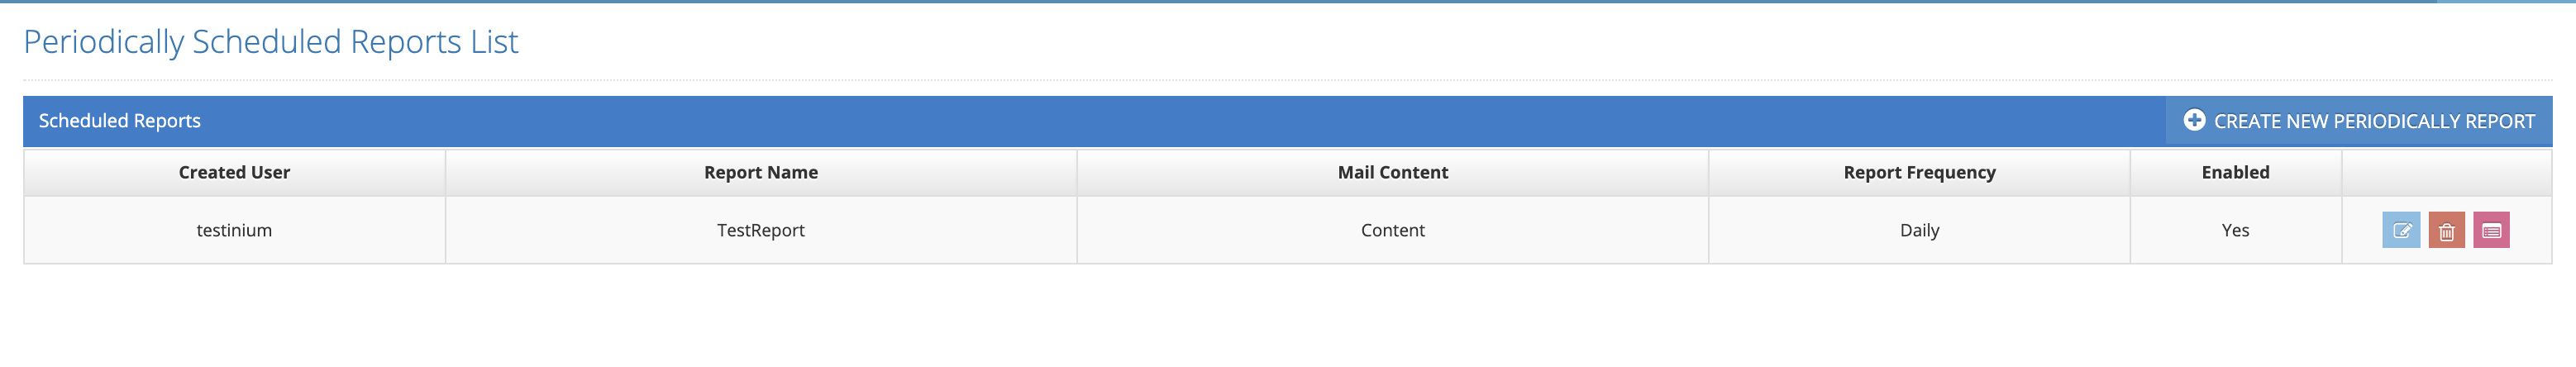 Periodically Scheduled Reports List
Scheduled Reports
CREATE NEW PERIODICALLY REPORT
Created User Report Name Mail Content Report Frequency Enabled
testinium TestReport Content Daily Yes